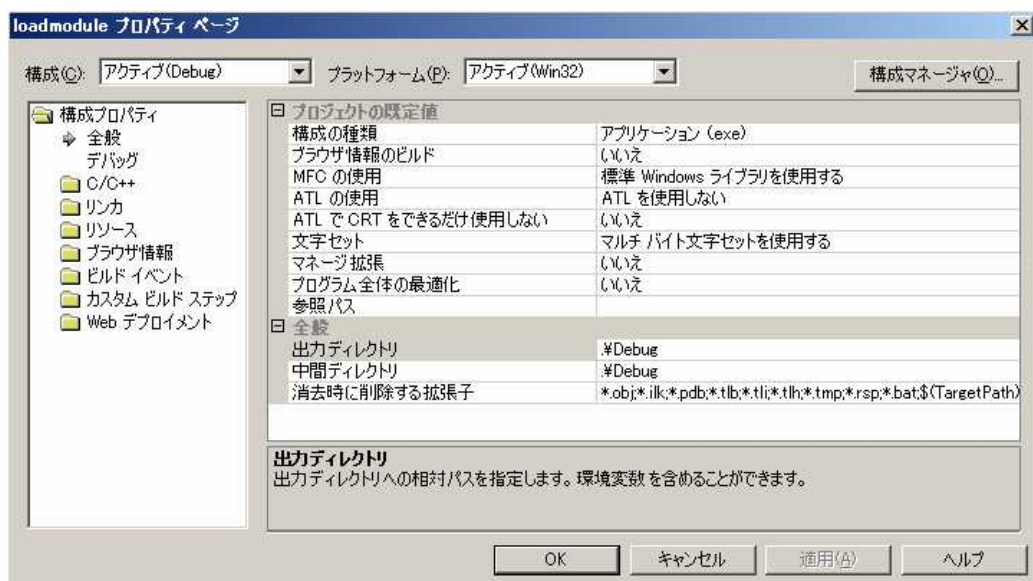 loadmodule プロパティ ページ
構成(C): アクティブ(Debug) プラットフォーム(P): アクティブ(Win32) 構成マネージャ(O)...
構成プロパティ
全般
デバッグ
C/C++
リンカ
リソース
ブラウザ情報
ビルド イベント
カスタム ビルド ステップ
Web デプロイメント
プロジェクトの既定値
構成の種類 アプリケーション (exe)
ブラウザ情報のビルド いいえ
MFC の使用 標準 Windows ライブラリを使用する
ATL の使用 ATL を使用しない
ATL で CRT をできるだけ使用しない いいえ
文字セット マルチ バイト文字セットを使用する
マネージ拡張 いいえ
プログラム全体の最適化 いいえ
参照パス
全般
出力ディレクトリ .¥Debug
中間ディレクトリ .¥Debug
消去時に削除する拡張子 *.obj;*.ilk;*.pdb;*.tlb;*.tli;*.tlh;*.tmp;*.rsp;*.bat;$(TargetPath)
出力ディレクトリ
出力ディレクトリへの相対パスを指定します。環境変数 を含めることができます。
OK キャンセル 適用(A) ヘルプ